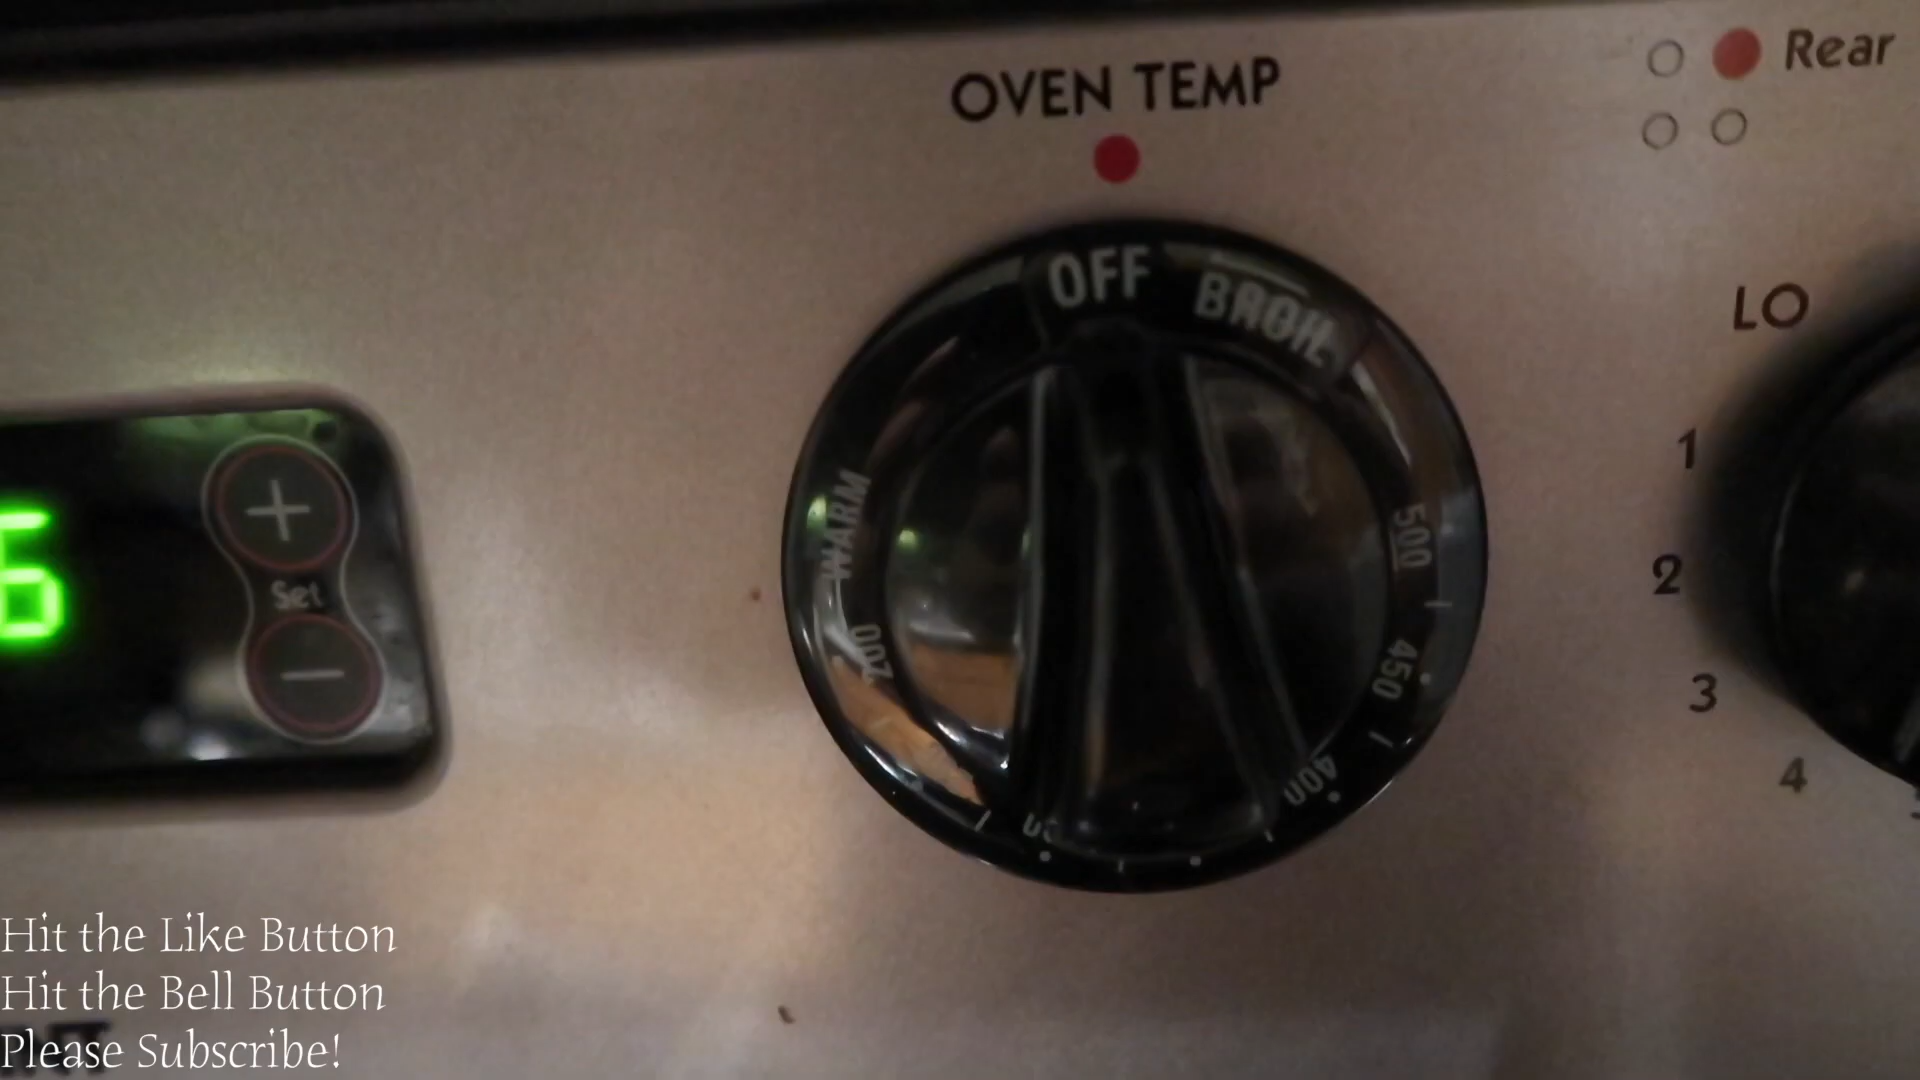 OVEN TEMP
Rear
OFF
BROIL
LO
1
WARM
500
6
Set
2
200
450
3
400
4
Hit the Like Button
Hit the Bell Button
Please Subscribe!